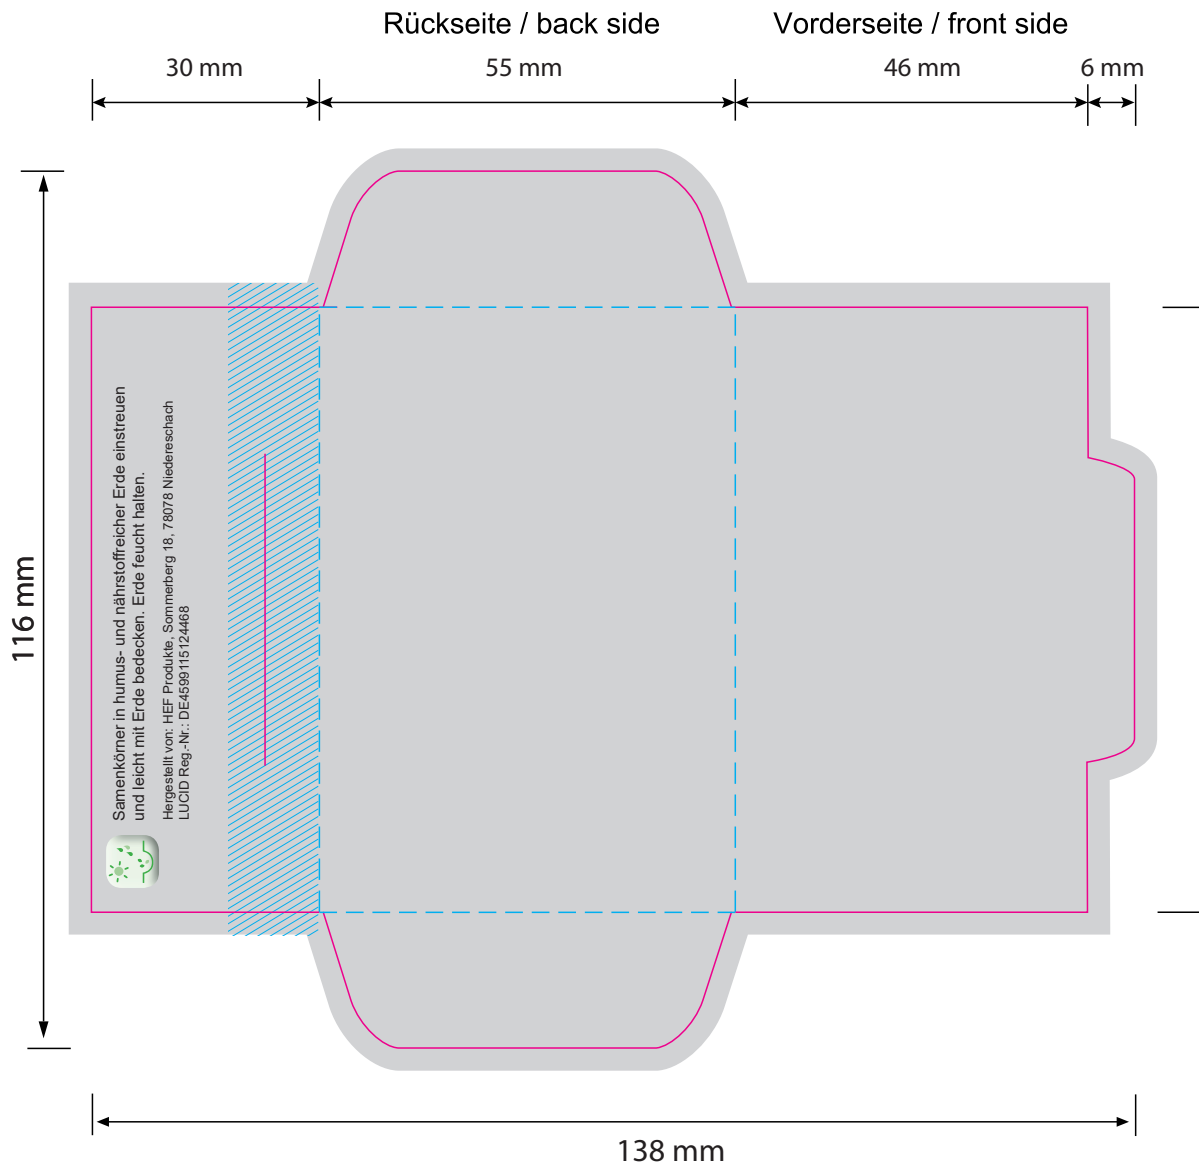 Rückseite / back side
Vorderseite / front side
30 mm
55 mm
46 mm
6 mm
116 mm
Samenkörner in humus- und nährstoffreicher Erde einstreuen
und leicht mit Erde bedecken. Erde feucht halten.
Hergestellt von: HEF Produkte, Sommerberg 18, 78078 Niedereschach
LUCID Reg.-Nr.: DE4599115124468
138 mm